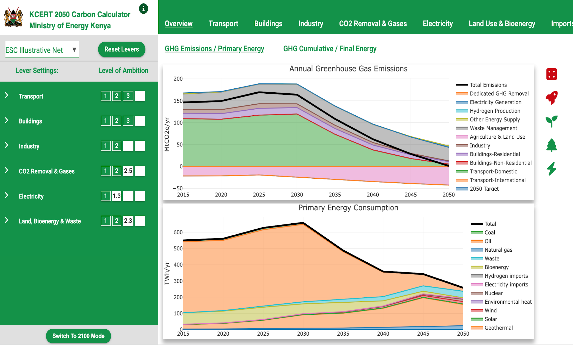 KCERT 2050 Carbon Calculator
Ministry of Energy Kenya
Overview
Transport
Buildings
Industry
CO2 Removal & Gases
Electricity
Land Use & Bioenergy
Imports
ESC Illustrative Net
Reset Levers
GHG Emissions / Primary Energy
GHG Cumulative / Final Energy
Lever Settings:
Level of Ambition
Transport
1 2 3
Buildings
1 2 3
Industry
1 2
CO2 Removal & Gases
1 2 2.5
Electricity
1 1.3
Land, Bioenergy & Waste
1 2 2.3
Switch To 2100 Mode
Annual Greenhouse Gas Emissions
MtCO2e/yr
200
150
100
50
0
−50
2015 2020 2025 2030 2035 2040 2045 2050
Total Emissions
Dedicated GHG Removal
Electricity Generation
Hydrogen Production
Other Energy Supply
Waste Management
Agriculture & Land Use
Industry
Buildings-Residential
Buildings-Non-Residential
Transport-Domestic
Transport-International
2050 Target
Primary Energy Consumption
TWh/yr
600
500
400
300
200
100
0
2015 2020 2025 2030 2035 2040 2045 2050
Total
Coal
Oil
Natural gas
Waste
Bioenergy
Hydrogen imports
Electricity imports
Nuclear
Environmental heat
Wind
Solar
Geothermal